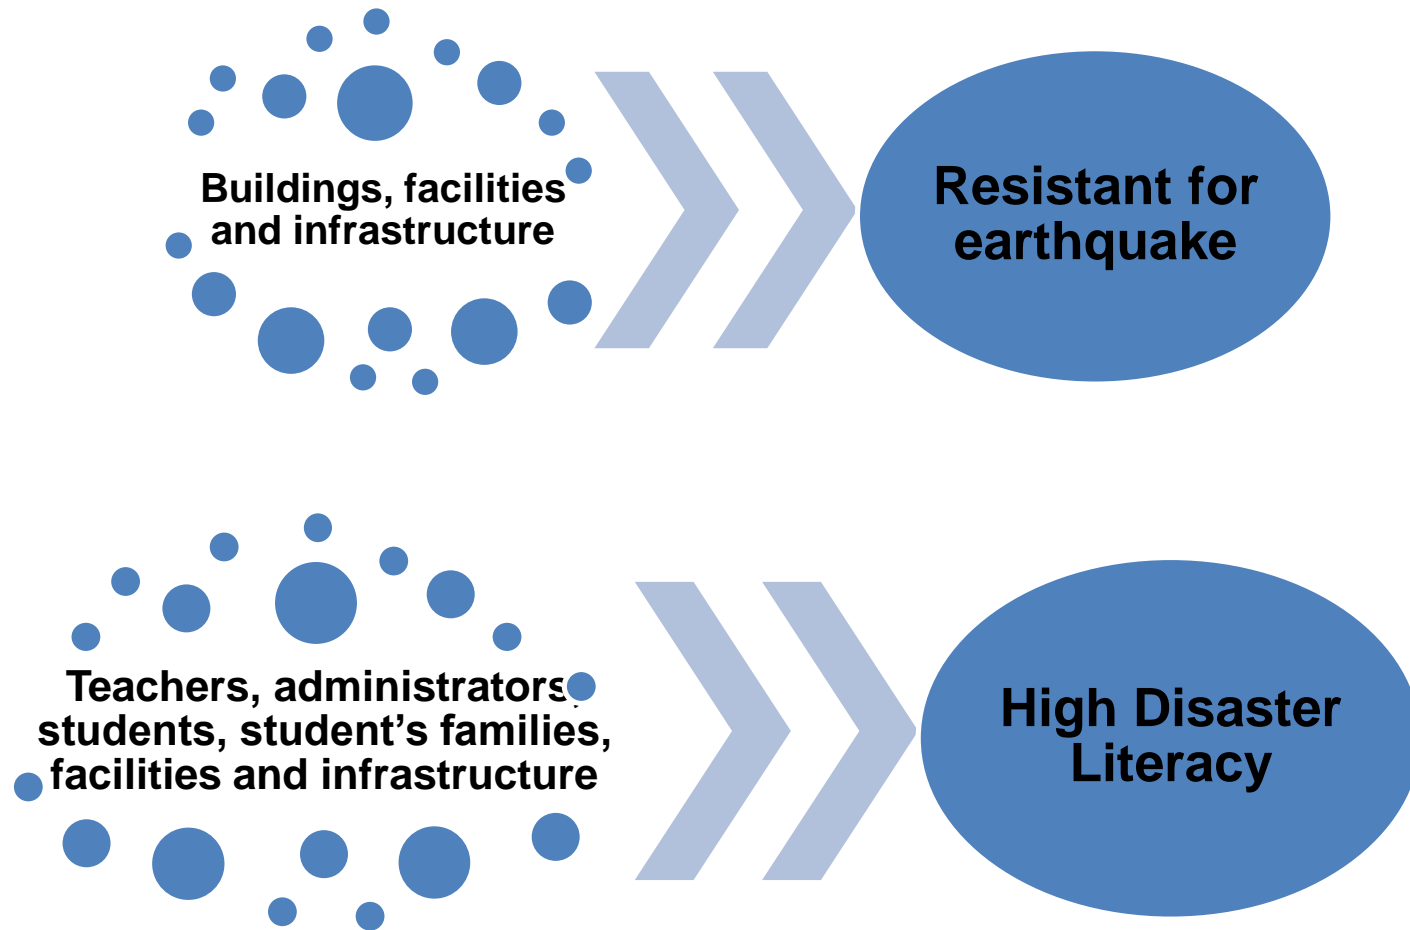 Buildings, facilities
and infrastructure
Resistant for
earthquake
Teachers, administrators,
students, student’s families,
facilities and infrastructure
High Disaster
Literacy